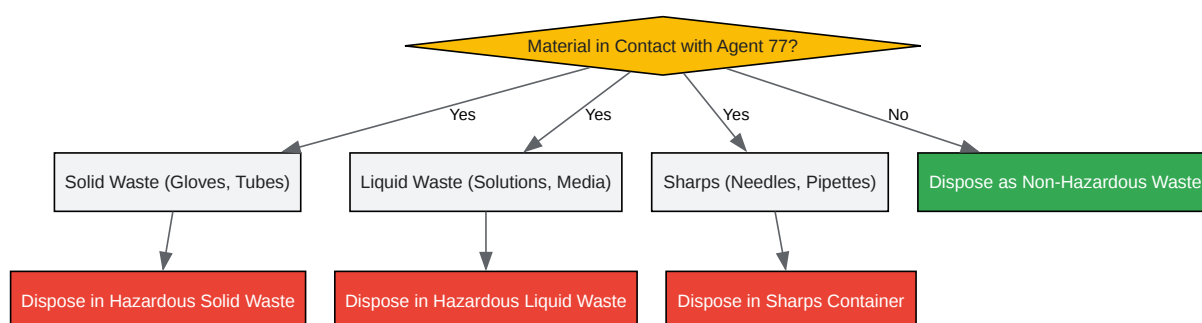 Material in Contact with Agent 77?
Yes
Yes
Yes
No
Solid Waste (Gloves, Tubes)
Liquid Waste (Solutions, Media)
Sharps (Needles, Pipettes)
Dispose as Non-Hazardous Waste
Dispose in Hazardous Solid Waste
Dispose in Hazardous Liquid Waste
Dispose in Sharps Container